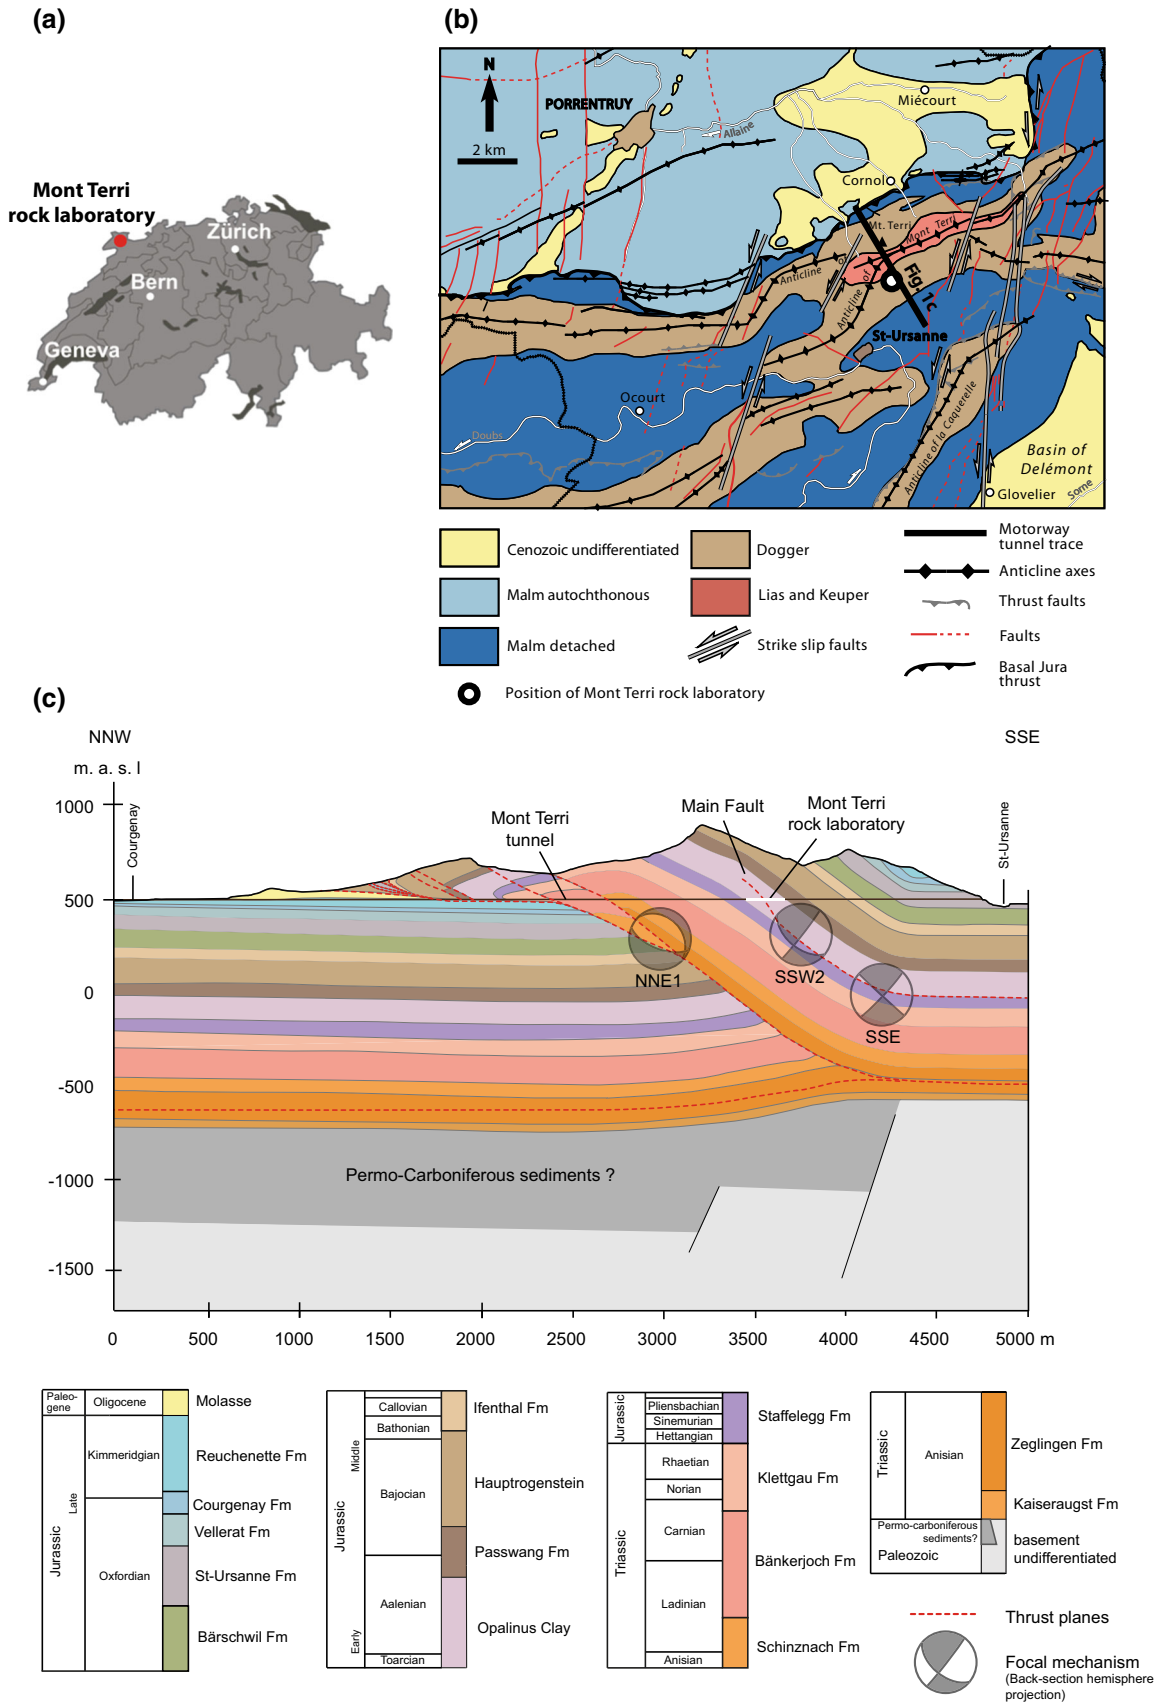 (a)
Mont Terri
rock laboratory
Zürich
Bern
Geneva
(b)
N
2 km
PORRENTRUY
Allaine
Miécourt
Cornol
Mt. Terri
Mont Terri
Anticline of
Anticline of
Fig. 1c
St-Ursanne
Ocourt
Doubs
Anticline of la Caquerelle
Basin of
Delémont
Glovelier
Sorne
Cenozoic undifferentiated
Malm autochthonous
Malm detached
Dogger
Lias and Keuper
Strike slip faults
Motorway
tunnel trace
Anticline axes
Thrust faults
Faults
Basal Jura
thrust
Position of Mont Terri rock laboratory
(c)
NNW
SSE
m. a. s. l
1000
500
0
-500
-1000
-1500
Courgenay
Mont Terri
tunnel
Main Fault
Mont Terri
rock laboratory
St-Ursanne
NNE1
SSW2
SSE
Permo-Carboniferous sediments ?
0
500
1000
1500
2000
2500
3000
3500
4000
4500
5000 m
Paleo-
gene
Oligocene
Molasse
Jurassic
Late
Kimmeridgian
Oxfordian
Reuchenette Fm
Courgenay Fm
Vellerat Fm
St-Ursanne Fm
Bärschwil Fm
Jurassic
Middle
Early
Callovian
Bathonian
Bajocian
Aalenian
Toarcian
Ifenthal Fm
Hauptrogenstein
Passwang Fm
Opalinus Clay
Jurassic
Pliensbachian
Sinemurian
Hettangian
Triassic
Rhaetian
Norian
Carnian
Ladinian
Anisian
Staffelegg Fm
Klettgau Fm
Bänkerjoch Fm
Schinznach Fm
Triassic
Anisian
Zeglingen Fm
Kaiseraugst Fm
Permo-carboniferous
sediments?
Paleozoic
basement
undifferentiated
Thrust planes
Focal mechanism
(Back-section hemisphere
projection)